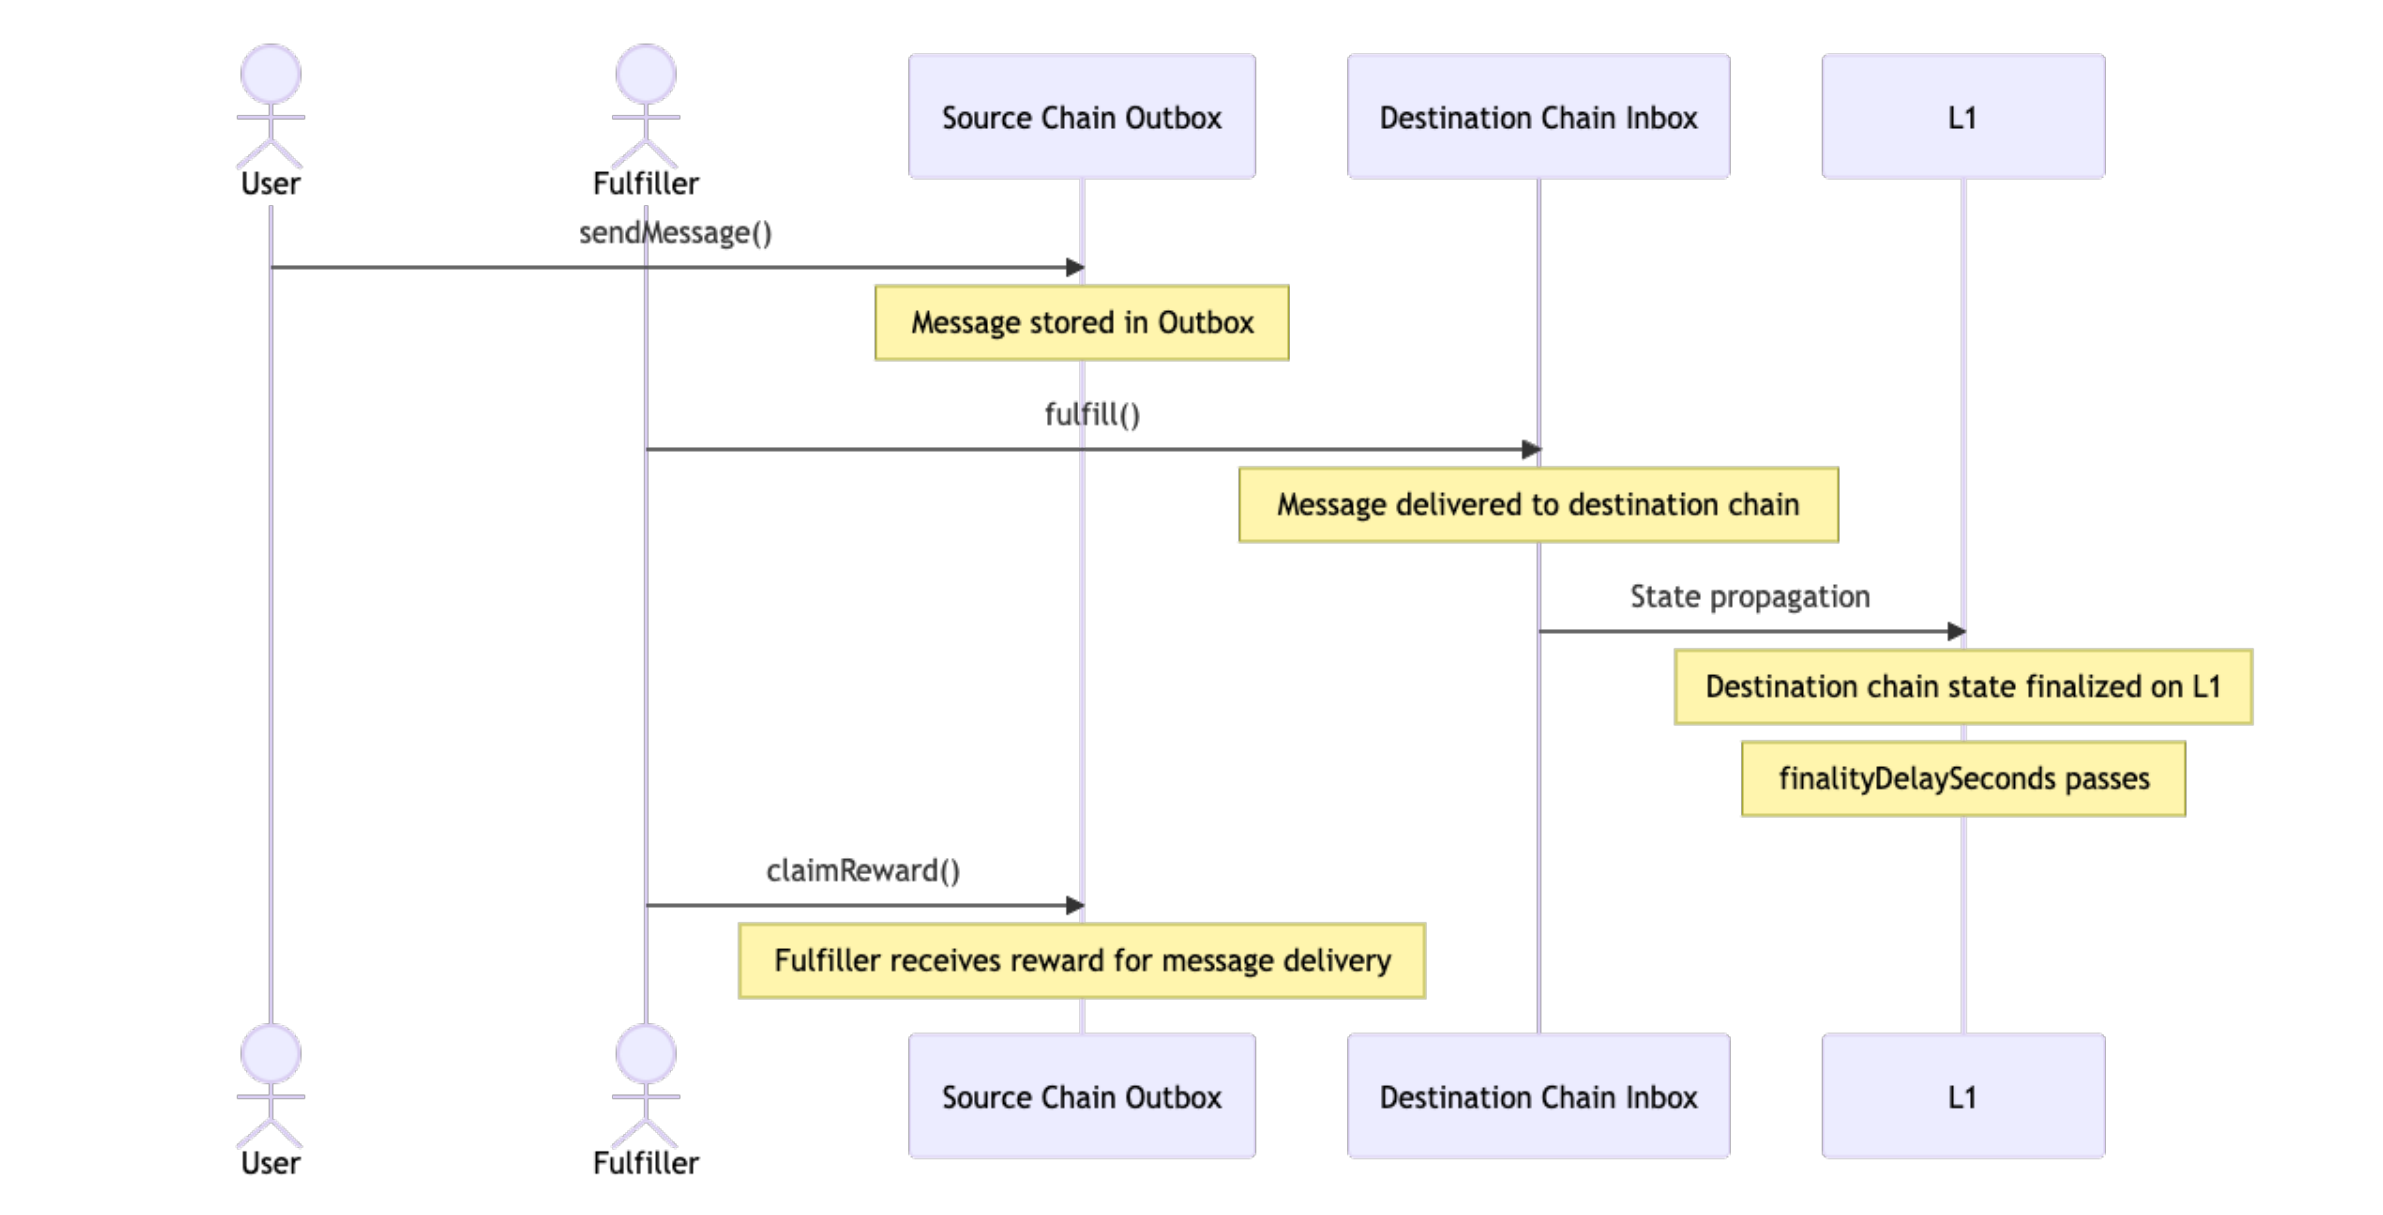 User
Fulfiller
Source Chain Outbox
Destination Chain Inbox
L1
sendMessage()
Message stored in Outbox
fulfill()
Message delivered to destination chain
State propagation
Destination chain state finalized on L1
finalityDelaySeconds passes
claimReward()
Fulfiller receives reward for message delivery
Source Chain Outbox
Destination Chain Inbox
L1
User
Fulfiller